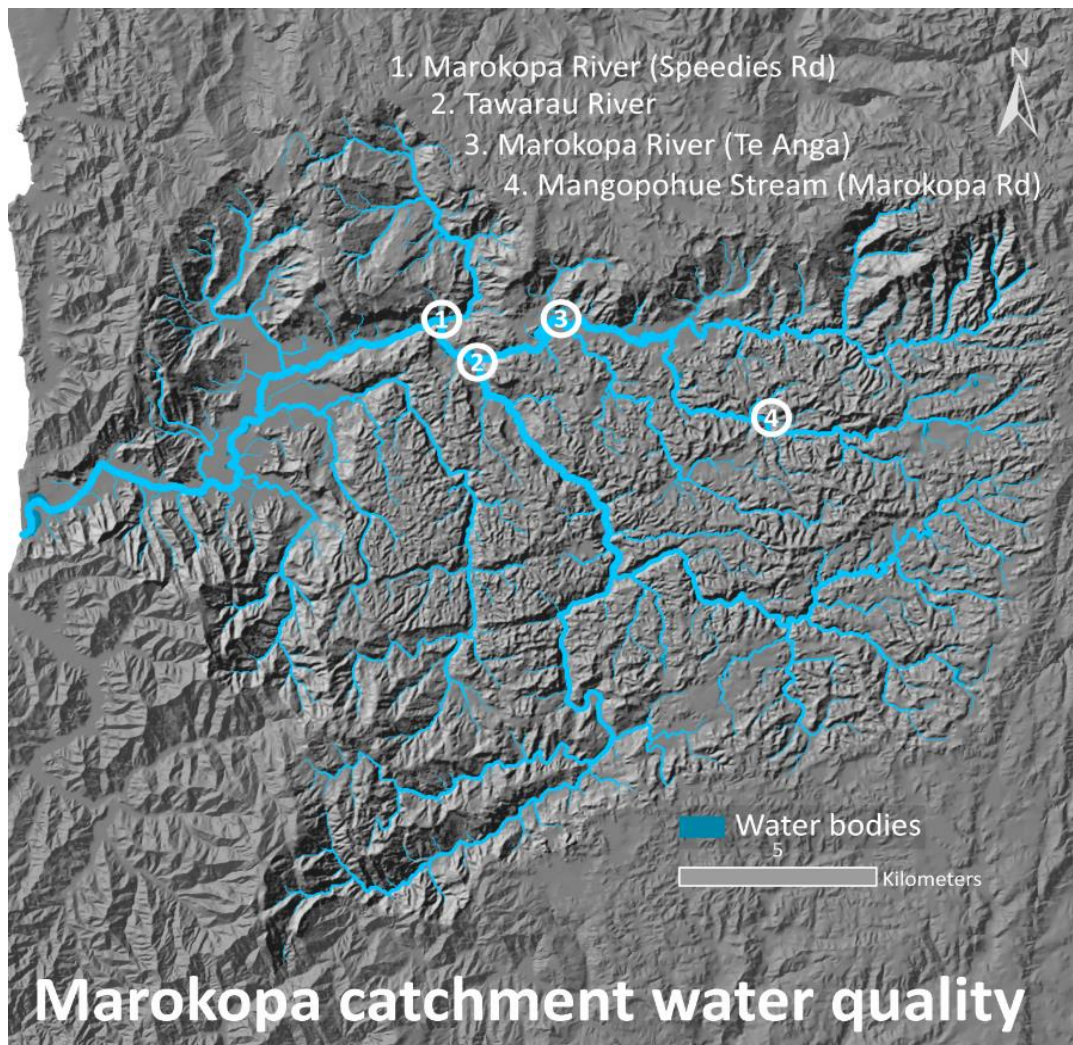 1. Marokopa River (Speedies Rd)
2. Tawarau River
3. Marokopa River (Te Anga)
4. Mangopohue Stream (Marokopa Rd)
N
1
3
2
4
Water bodies
5
Kilometers
Marokopa catchment water quality